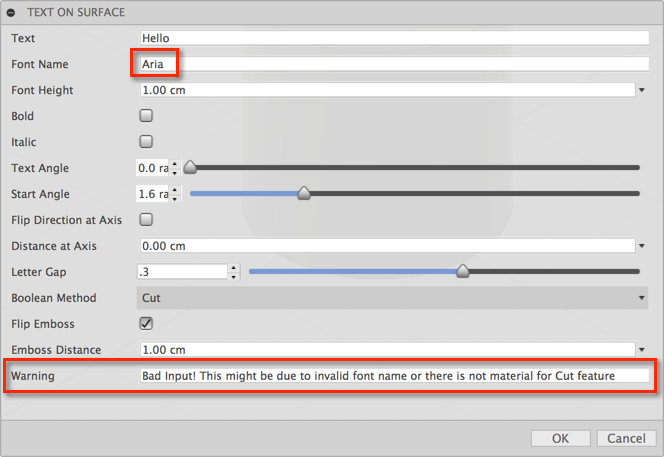 TEXT ON SURFACE
Text Hello
Font Name Aria
Font Height 1.00 cm
Bold
Italic
Text Angle 0.0 ra
Start Angle 1.6 ra
Flip Direction at Axis
Distance at Axis 0.00 cm
Letter Gap .3
Boolean Method Cut
Flip Emboss
Emboss Distance 1.00 cm
Warning Bad Input! This might be due to invalid font name or there is not material for Cut feature
OK Cancel